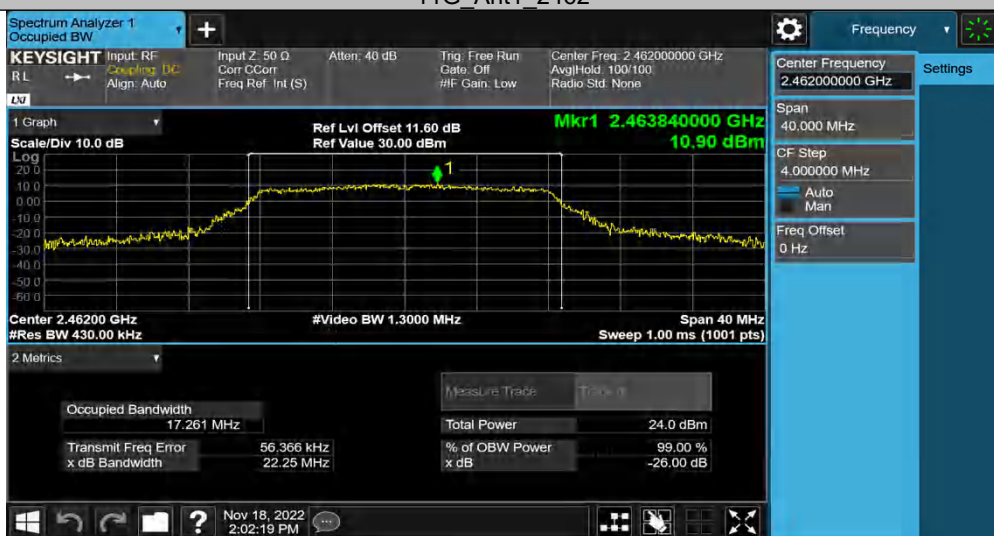 Spectrum Analyzer 1
Occupied BW
+
Frequency
KEYSIGHT
RL
LXI
Input: RF
Coupling: DC
Align: Auto
Input Z: 50 Ω
Corr CCorr
Freq Ref: Int (S)
Atten: 40 dB
Trig: Free Run
Gate: Off
#IF Gain: Low
Center Freq: 2.462000000 GHz
Avg|Hold: 100/100
Radio Std: None
Center Frequency
2.462000000 GHz
Settings
Span
40.000 MHz
CF Step
4.000000 MHz
Auto
Man
Freq Offset
0 Hz
1 Graph
Scale/Div 10.0 dB
Ref Lvl Offset 11.60 dB
Ref Value 30.00 dBm
Mkr1 2.463840000 GHz
10.90 dBm
Log
20.0
10.0
0.00
-10.0
-20.0
-30.0
-40.0
-50.0
-60.0
1
Center 2.46200 GHz
#Res BW 430.00 kHz
#Video BW 1.3000 MHz
Span 40 MHz
Sweep 1.00 ms (1001 pts)
2 Metrics
Measure Trace
Occupied Bandwidth
17.261 MHz
Total Power 24.0 dBm
Transmit Freq Error 56.366 kHz
% of OBW Power 99.00 %
x dB Bandwidth 22.25 MHz
x dB -26.00 dB
?
Nov 18, 2022
2:02:19 PM